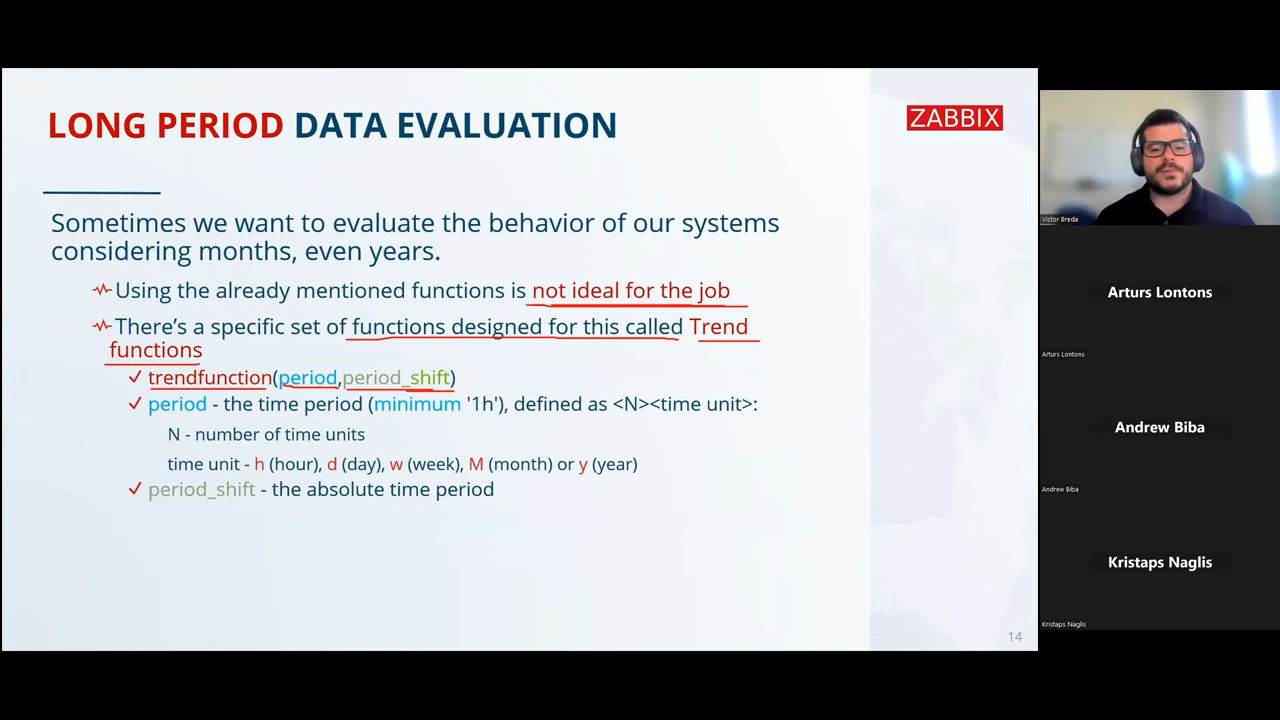 LONG PERIOD DATA EVALUATION
ZABBIX
Sometimes we want to evaluate the behavior of our systems
considering months, even years.
Using the already mentioned functions is not ideal for the job
There's a specific set of functions designed for this called Trend
functions
trendfunction(period,period_shift)
period - the time period (minimum '1h'), defined as <N><time unit>:
N - number of time units
time unit - h (hour), d (day), w (week), M (month) or y (year)
period_shift - the absolute time period
14
Victor Breda
Arturs Lontons
Arturs Lontons
Andrew Biba
Andrew Biba
Kristaps Naglis
Kristaps Naglis